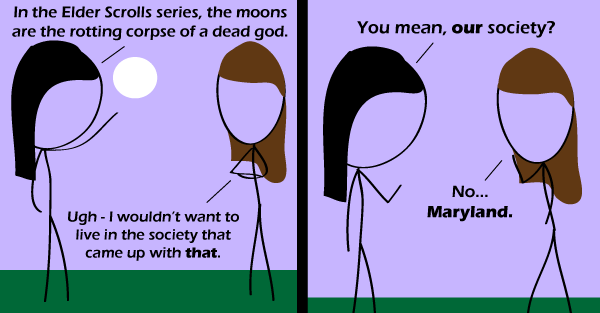 In the Elder Scrolls series, the moons
are the rotting corpse of a dead god.
Ugh - I wouldn't want to
live in the society that
came up with that.
You mean, our society?
No...
Maryland.